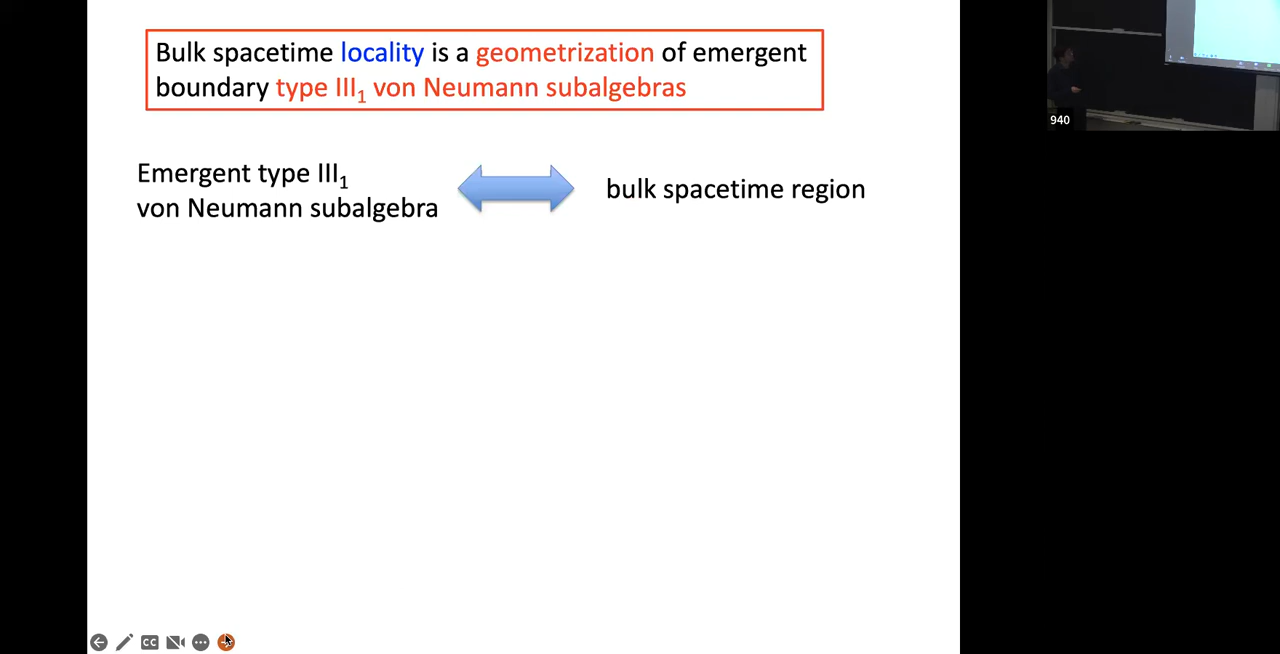 Bulk spacetime locality is a geometrization of emergent
boundary type III₁ von Neumann subalgebras
Emergent type III₁
von Neumann subalgebra
bulk spacetime region
940
CC